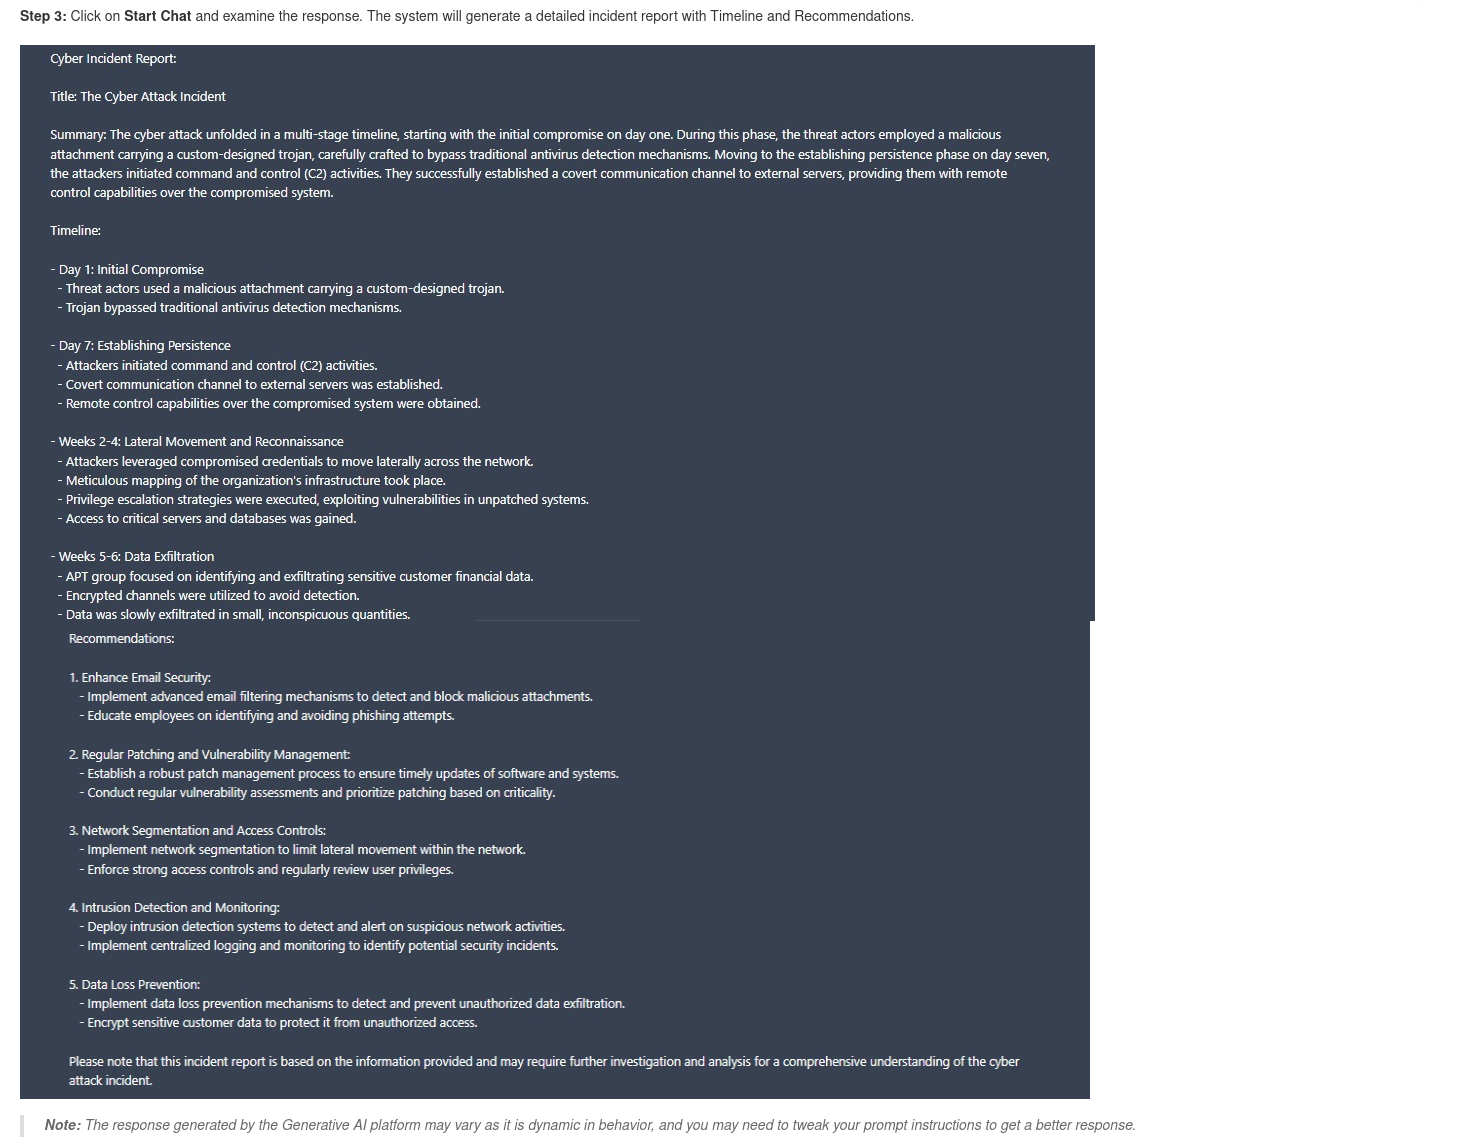 Step 3: Click on Start Chat and examine the response. The system will generate a detailed incident report with Timeline and Recommendations.
Cyber Incident Report:
Title: The Cyber Attack Incident
Summary: The cyber attack unfolded in a multi-stage timeline, starting with the initial compromise on day one. During this phase, the threat actors employed a malicious
attachment carrying a custom-designed trojan, carefully crafted to bypass traditional antivirus detection mechanisms. Moving to the establishing persistence phase on day seven,
the attackers initiated command and control (C2) activities. They successfully established a covert communication channel to external servers, providing them with remote
control capabilities over the compromised system.
Timeline:
- Day 1: Initial Compromise
- Threat actors used a malicious attachment carrying a custom-designed trojan.
- Trojan bypassed traditional antivirus detection mechanisms.
- Day 7: Establishing Persistence
- Attackers initiated command and control (C2) activities.
- Covert communication channel to external servers was established.
- Remote control capabilities over the compromised system were obtained.
- Weeks 2-4: Lateral Movement and Reconnaissance
- Attackers leveraged compromised credentials to move laterally across the network.
- Meticulous mapping of the organization's infrastructure took place.
- Privilege escalation strategies were executed, exploiting vulnerabilities in unpatched systems.
- Access to critical servers and databases was gained.
- Weeks 5-6: Data Exfiltration
- APT group focused on identifying and exfiltrating sensitive customer financial data.
- Encrypted channels were utilized to avoid detection.
- Data was slowly exfiltrated in small, inconspicuous quantities.
Recommendations:
1. Enhance Email Security:
- Implement advanced email filtering mechanisms to detect and block malicious attachments.
- Educate employees on identifying and avoiding phishing attempts.
2. Regular Patching and Vulnerability Management:
- Establish a robust patch management process to ensure timely updates of software and systems.
- Conduct regular vulnerability assessments and prioritize patching based on criticality.
3. Network Segmentation and Access Controls:
- Implement network segmentation to limit lateral movement within the network.
- Enforce strong access controls and regularly review user privileges.
4. Intrusion Detection and Monitoring:
- Deploy intrusion detection systems to detect and alert on suspicious network activities.
- Implement centralized logging and monitoring to identify potential security incidents.
5. Data Loss Prevention:
- Implement data loss prevention mechanisms to detect and prevent unauthorized data exfiltration.
- Encrypt sensitive customer data to protect it from unauthorized access.
Please note that this incident report is based on the information provided and may require further investigation and analysis for a comprehensive understanding of the cyber
attack incident.
Note: The response generated by the Generative AI platform may vary as it is dynamic in behavior, and you may need to tweak your prompt instructions to get a better response.